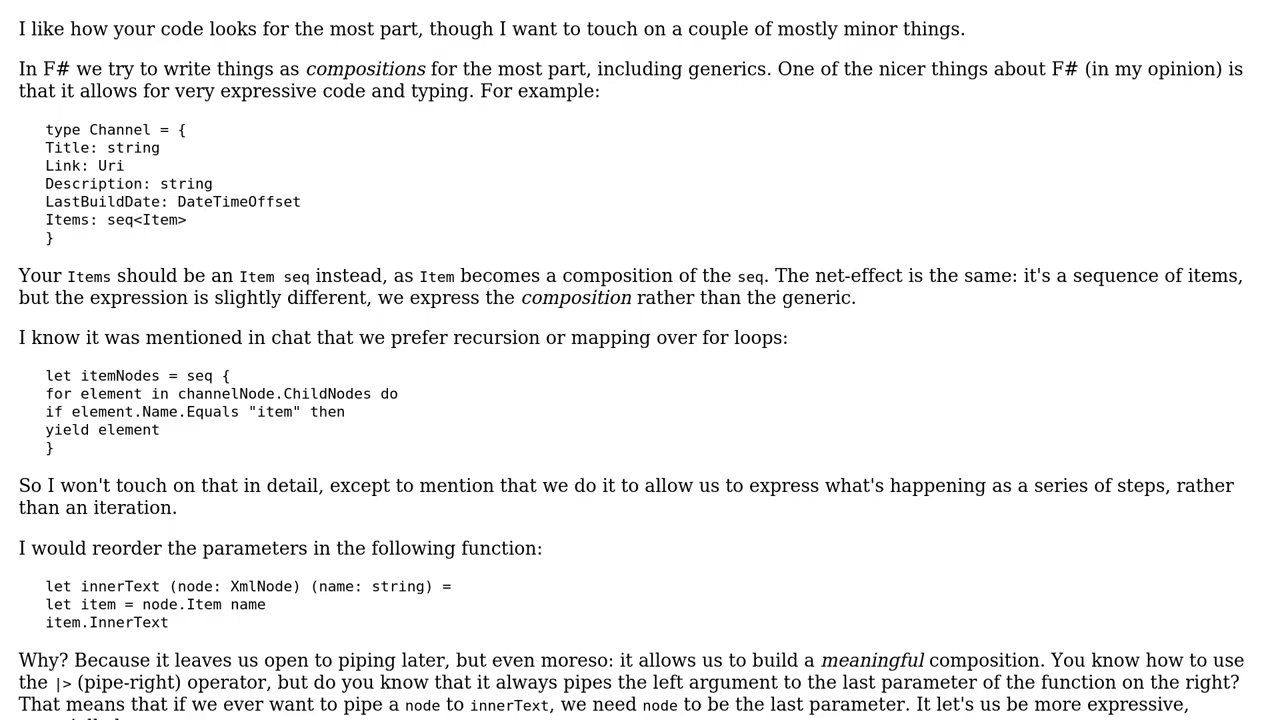 I like how your code looks for the most part, though I want to touch on a couple of mostly minor things.
In F# we try to write things as compositions for the most part, including generics. One of the nicer things about F# (in my opinion) is
that it allows for very expressive code and typing. For example:
type Channel = {
Title: string
Link: Uri
Description: string
LastBuildDate: DateTimeOffset
Items: seq<Item>
}
Your Items should be an Item seq instead, as Item becomes a composition of the seq. The net-effect is the same: it's a sequence of items,
but the expression is slightly different, we express the composition rather than the generic.
I know it was mentioned in chat that we prefer recursion or mapping over for loops:
let itemNodes = seq {
for element in channelNode.ChildNodes do
if element.Name.Equals "item" then
yield element
}
So I won't touch on that in detail, except to mention that we do it to allow us to express what's happening as a series of steps, rather
than an iteration.
I would reorder the parameters in the following function:
let innerText (node: XmlNode) (name: string) =
let item = node.Item name
item.InnerText
Why? Because it leaves us open to piping later, but even moreso: it allows us to build a meaningful composition. You know how to use
the |> (pipe-right) operator, but do you know that it always pipes the left argument to the last parameter of the function on the right?
That means that if we ever want to pipe a node to innerText, we need node to be the last parameter. It let's us be more expressive,